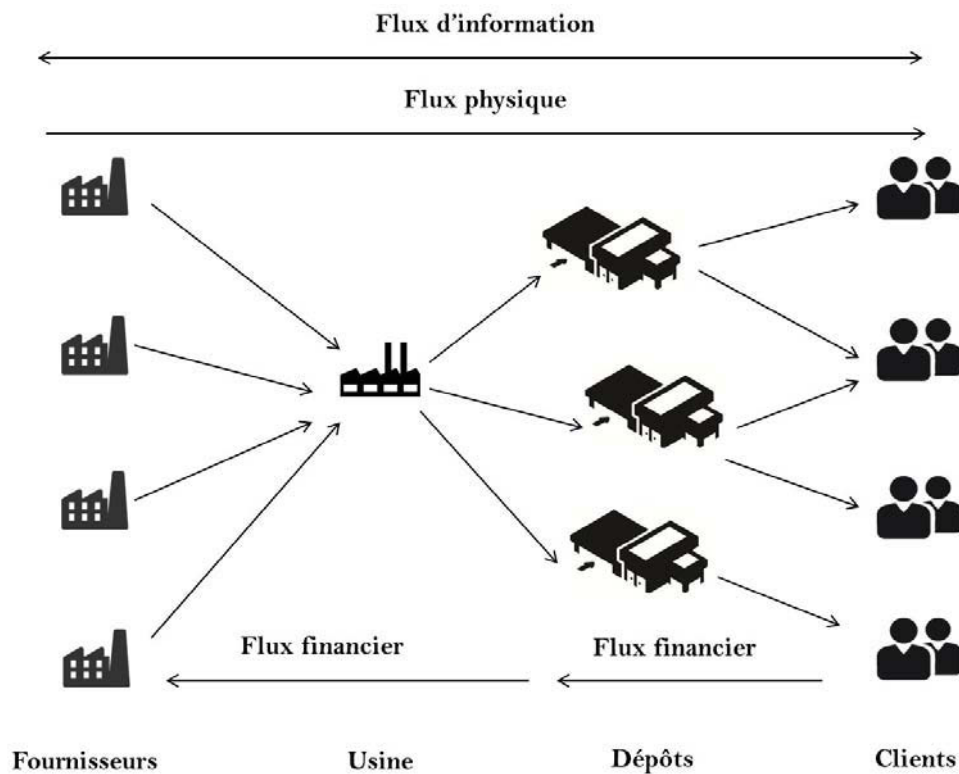 Flux d'information
Flux physique
Flux financier
Flux financier
Fournisseurs
Usine
Dépôts
Clients